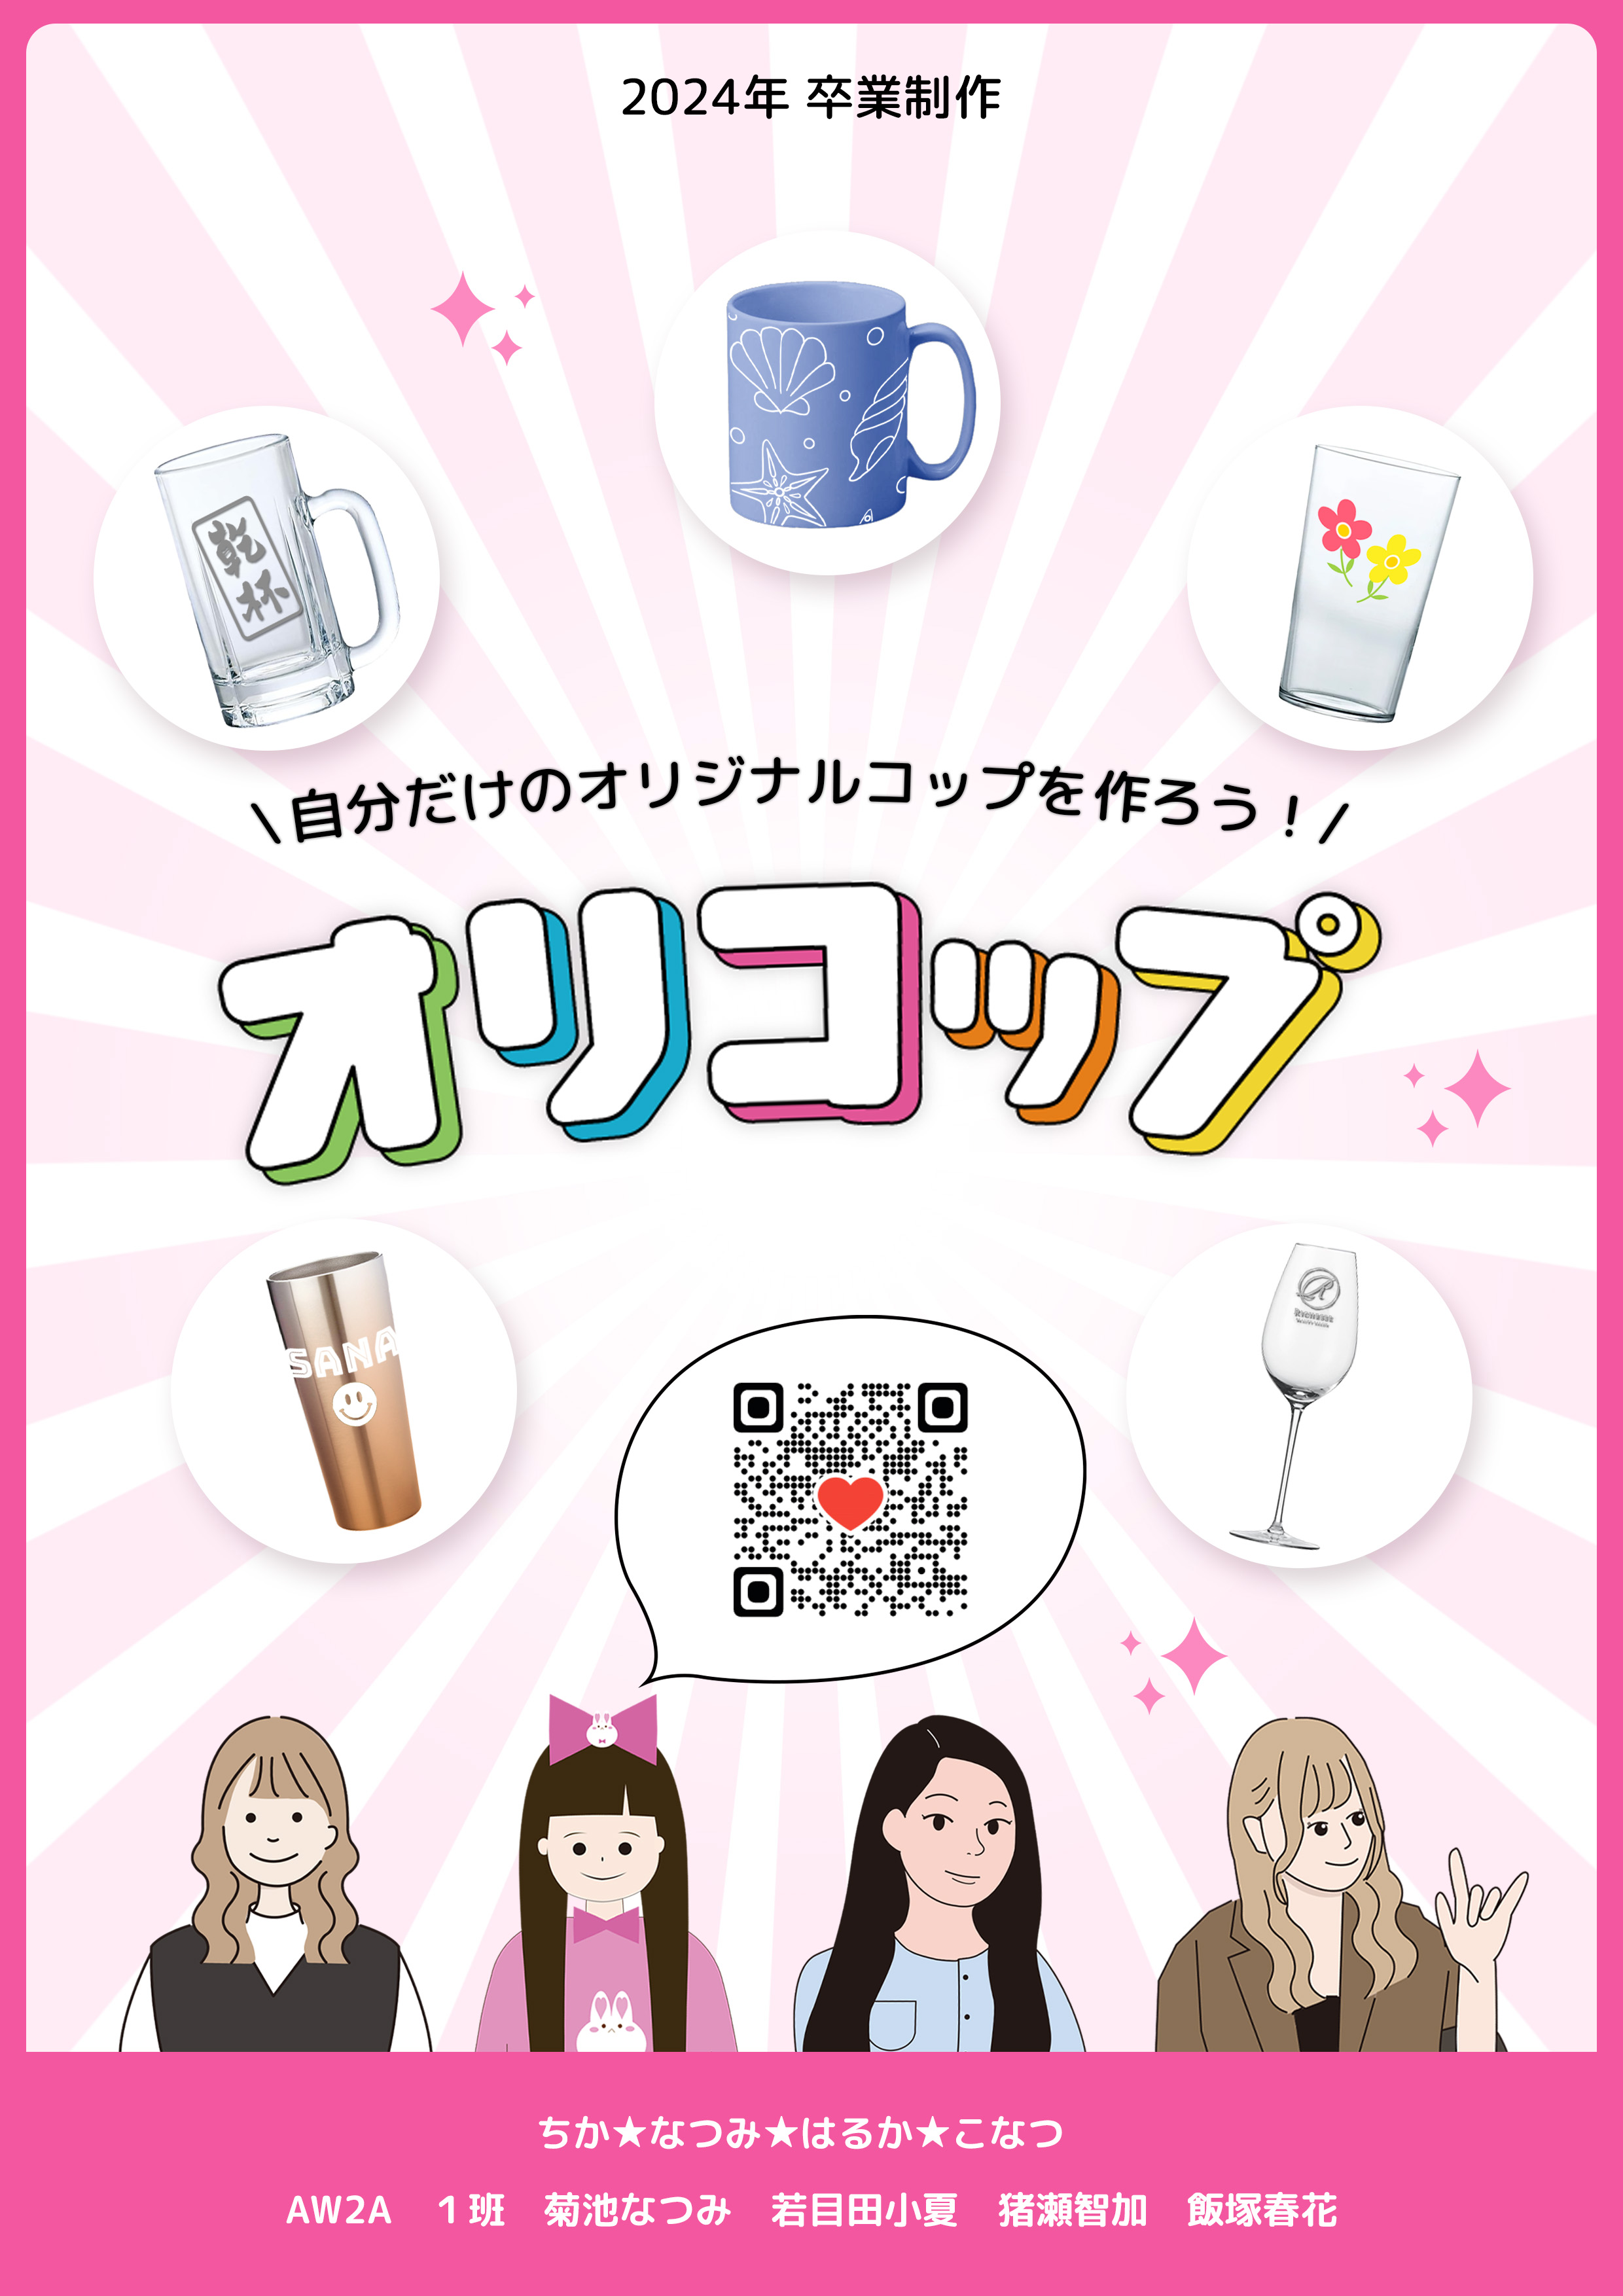 2024年 卒業制作
乾杯
\自分だけのオリジナルコップを作ろう！/
オリコップ
SANA
R
ちか★なつみ★はるか★こなつ
AW2A　1班　菊池なつみ　若目田小夏　猪瀬智加　飯塚春花